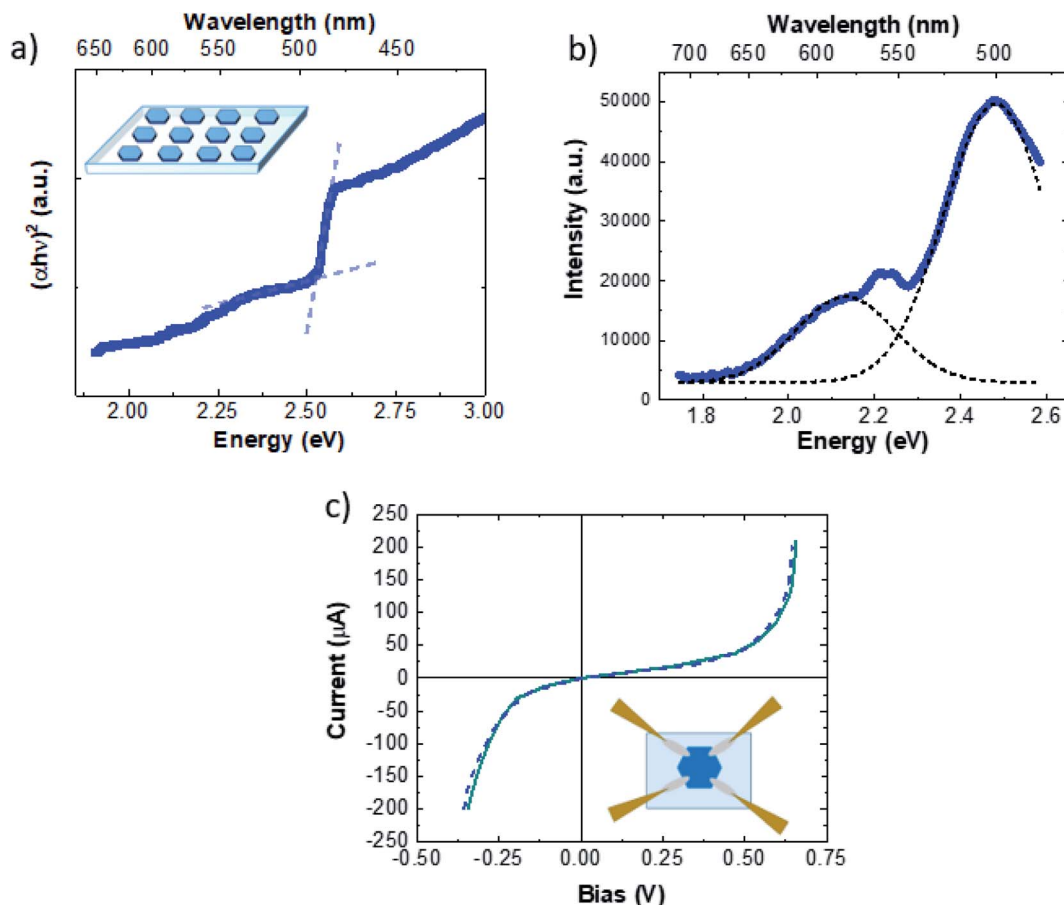 a)
Wavelength (nm)
650 600 550 500 450
(αhν)² (a.u.)
2.00 2.25 2.50 2.75 3.00
Energy (eV)
b)
Wavelength (nm)
700 650 600 550 500
Intensity (a.u.)
50000
40000
30000
20000
10000
0
1.8 2.0 2.2 2.4 2.6
Energy (eV)
c)
Current (µA)
250
200
150
100
50
0
-50
-100
-150
-200
-250
-0.50 -0.25 0.00 0.25 0.50 0.75
Bias (V)